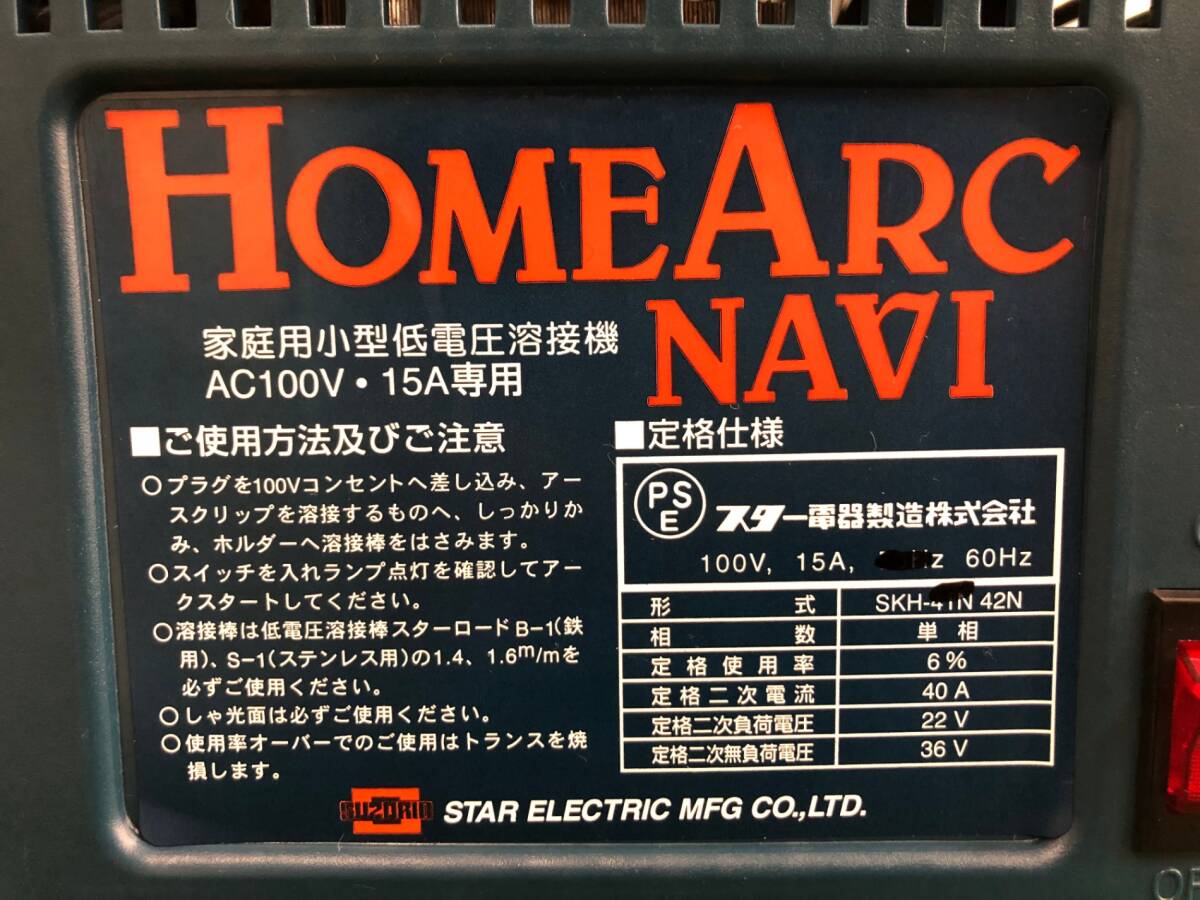 HOMEARC
NAVI
家庭用小型低電圧溶接機
AC100V・15A専用
■ご使用方法及びご注意
○プラグを100Vコンセントへ差し込み、アー
スクリップを溶接するものへ、しっかりか
み、ホルダーへ溶接棒をはさみます。
○スイッチを入れランプ点灯を確認してアー
クスタートしてください。
○溶接棒は低電圧溶接棒スターロードB-1(鉄
用)、S-1(ステンレス用)の1.4、1.6m/mを
必ずご使用ください。
○しゃ光面は必ずご使用ください。
○使用率オーバーでのご使用はトランスを焼
損します。
■定格仕様
PSE
スター電器製造株式会社
100V, 15A, 60Hz
形式 SKH-41N 42N
相数 単相
定格使用率 6%
定格二次電流 40 A
定格二次負荷電圧 22 V
定格二次無負荷電圧 36 V
SUZORIN STAR ELECTRIC MFG CO.,LTD.